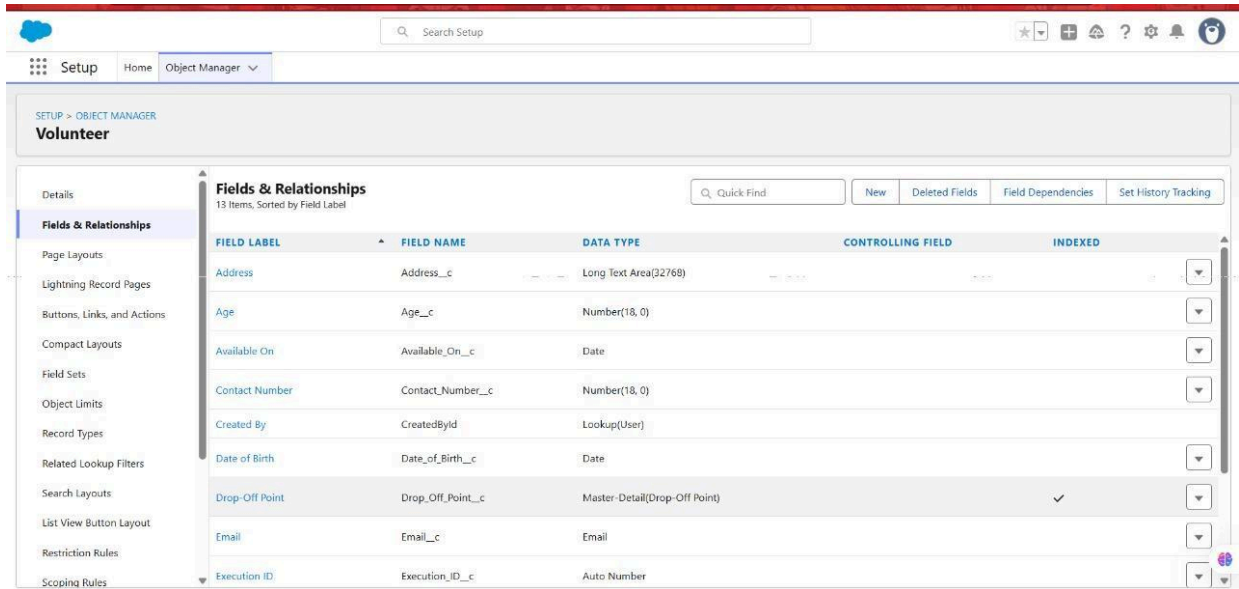 Search Setup
Setup Home Object Manager
SETUP > OBJECT MANAGER
Volunteer
Details
Fields & Relationships
Page Layouts
Lightning Record Pages
Buttons, Links, and Actions
Compact Layouts
Field Sets
Object Limits
Record Types
Related Lookup Filters
Search Layouts
List View Button Layout
Restriction Rules
Scoping Rules
Fields & Relationships
13 Items, Sorted by Field Label
Quick Find New Deleted Fields Field Dependencies Set History Tracking
FIELD LABEL FIELD NAME DATA TYPE CONTROLLING FIELD INDEXED
Address Address__c Long Text Area(32768)
Age Age__c Number(18, 0)
Available On Available_On__c Date
Contact Number Contact_Number__c Number(18, 0)
Created By CreatedById Lookup(User)
Date of Birth Date_of_Birth__c Date
Drop-Off Point Drop_Off_Point__c Master-Detail(Drop-Off Point)
Email Email__c Email
Execution ID Execution_ID__c Auto Number